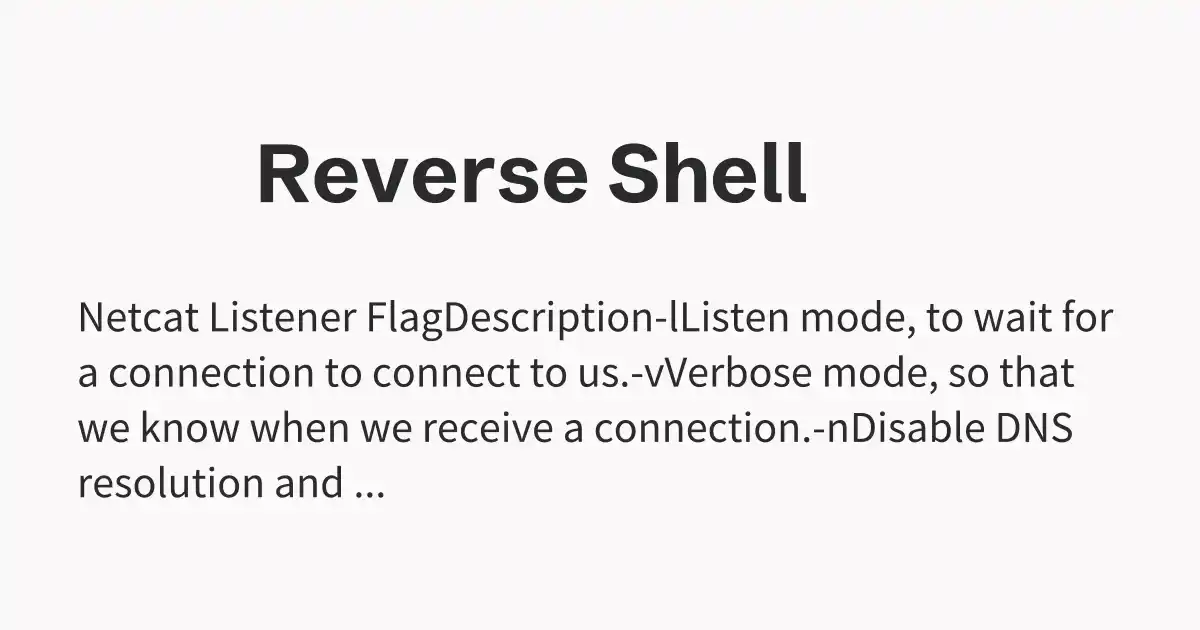 Reverse Shell
Netcat Listener FlagDescription-lListen mode, to wait for
a connection to connect to us.-vVerbose mode, so that
we know when we receive a connection.-nDisable DNS
resolution and ...